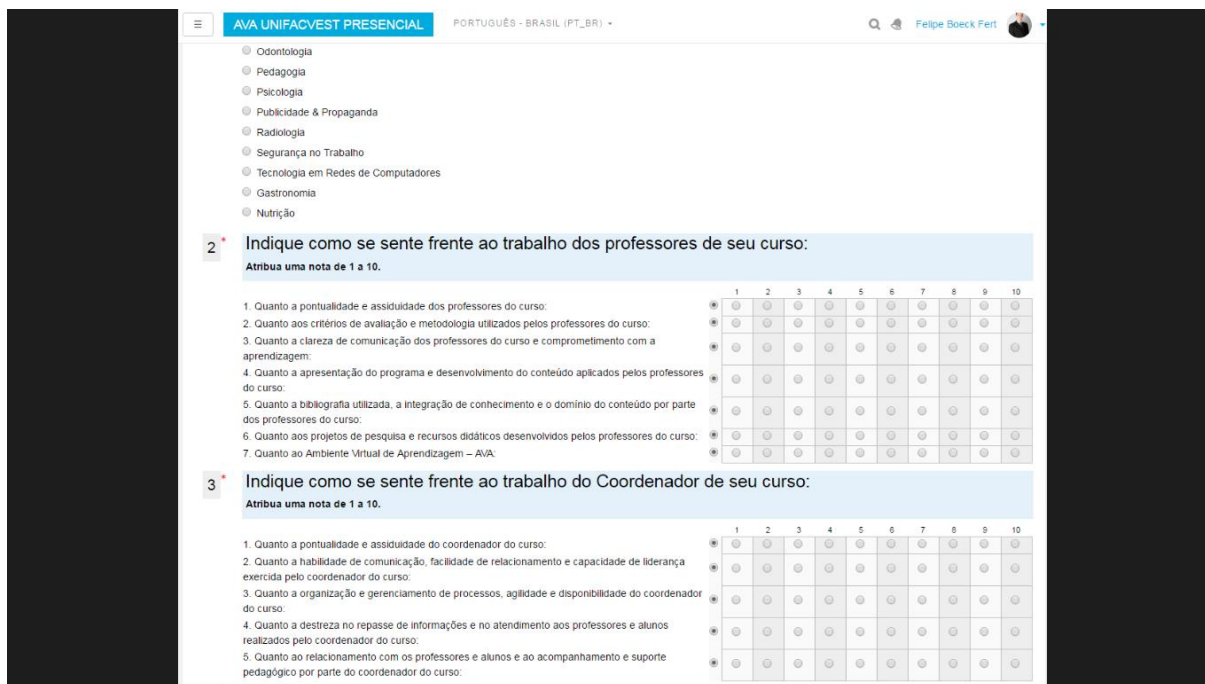 AVA UNIFACVEST PRESENCIAL PORTUGUÊS - BRASIL (PT_BR) Felipe Boeck Fert
Odontologia
Pedagogia
Psicologia
Publicidade & Propaganda
Radiologia
Segurança no Trabalho
Tecnologia em Redes de Computadores
Gastronomia
Nutrição
2 * Indique como se sente frente ao trabalho dos professores de seu curso:
Atribua uma nota de 1 a 10.
1 2 3 4 5 6 7 8 9 10
1. Quanto a pontualidade e assiduidade dos professores do curso:
2. Quanto aos critérios de avaliação e metodologia utilizados pelos professores do curso:
3. Quanto a clareza de comunicação dos professores do curso e comprometimento com a
aprendizagem:
4. Quanto a apresentação do programa e desenvolvimento do conteúdo aplicados pelos professores
do curso:
5. Quanto a bibliografia utilizada, a integração de conhecimento e o domínio do conteúdo por parte
dos professores do curso:
6. Quanto aos projetos de pesquisa e recursos didáticos desenvolvidos pelos professores do curso:
7. Quanto ao Ambiente Virtual de Aprendizagem – AVA:
3 * Indique como se sente frente ao trabalho do Coordenador de seu curso:
Atribua uma nota de 1 a 10.
1 2 3 4 5 6 7 8 9 10
1. Quanto a pontualidade e assiduidade do coordenador do curso:
2. Quanto a habilidade de comunicação, facilidade de relacionamento e capacidade de liderança
exercida pelo coordenador do curso:
3. Quanto a organização e gerenciamento de processos, agilidade e disponibilidade do coordenador
do curso:
4. Quanto a destreza no repasse de informações e no atendimento aos professores e alunos
realizados pelo coordenador do curso:
5. Quanto ao relacionamento com os professores e alunos e ao acompanhamento e suporte
pedagógico por parte do coordenador do curso: